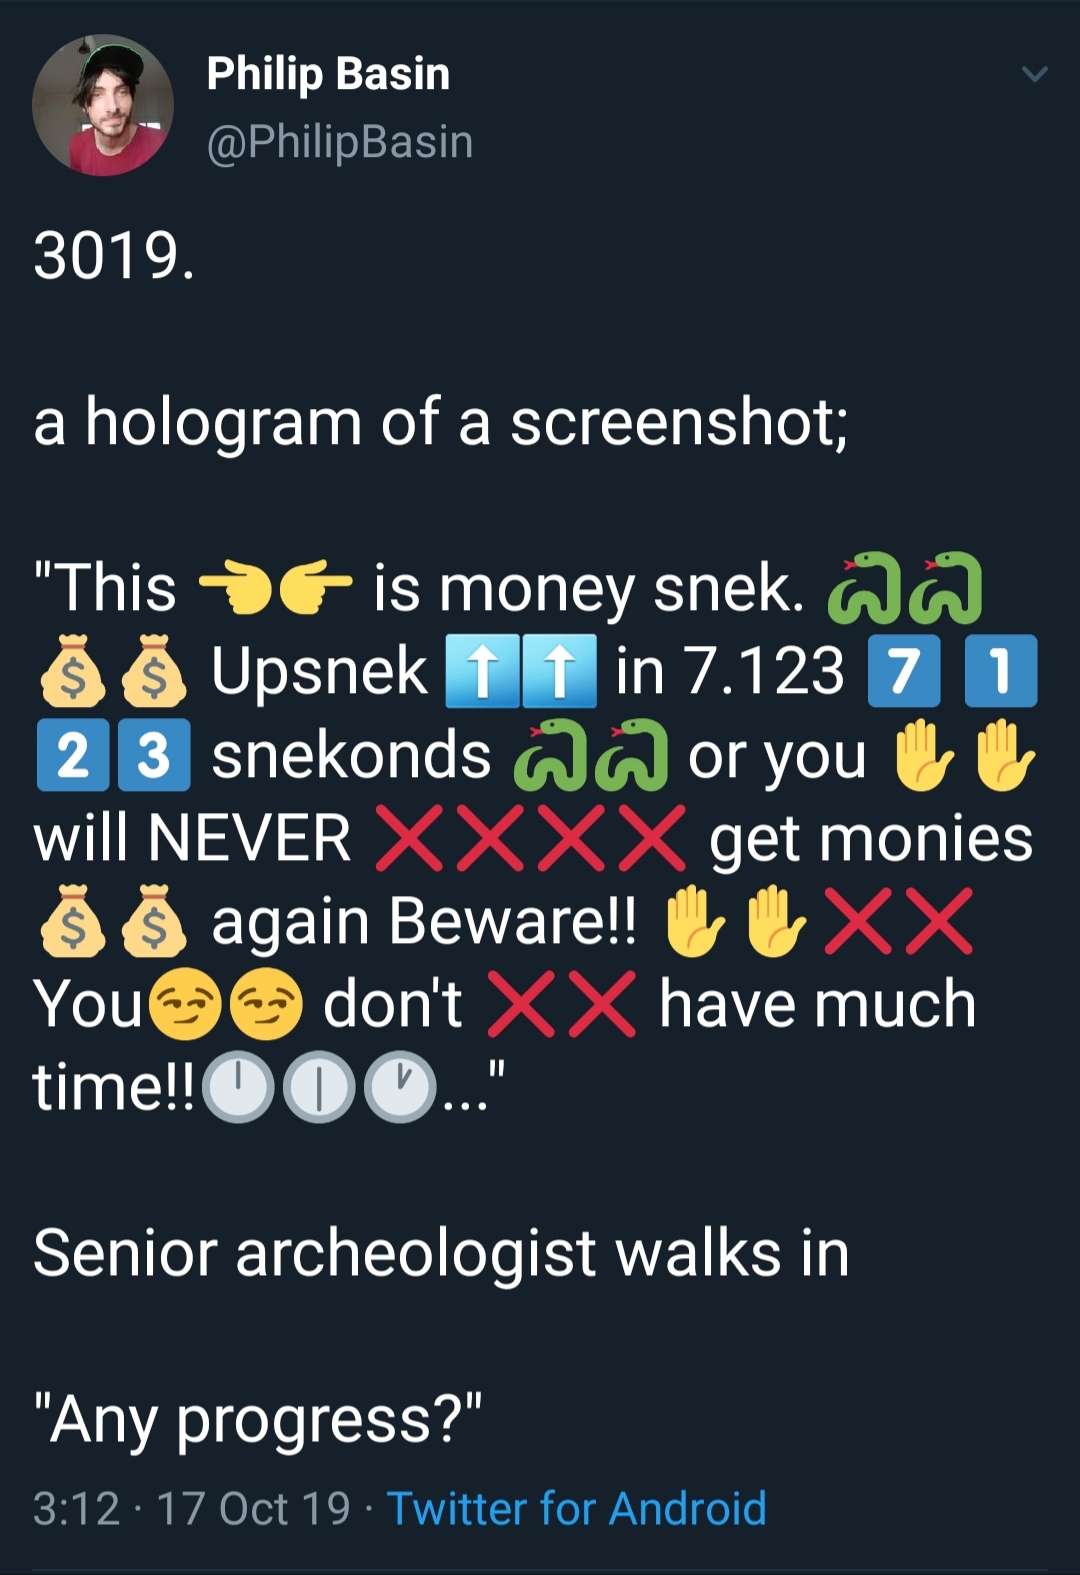 Philip Basin
@PhilipBasin
3019.
a hologram of a screenshot;
"This 👈👉 is money snek. 🐍🐍
💰💰 Upsnek ⬆️⬆️ in 7.123 7️⃣ 1️⃣
2️⃣3️⃣ snekonds 🐍🐍 or you ✋✋
will NEVER ❌❌❌❌ get monies
💰💰 again Beware!! ✋✋❌❌
You😏😏 don't ❌❌ have much
time!!🕛🕧🕐..."
Senior archeologist walks in
"Any progress?"
3:12 · 17 Oct 19 · Twitter for Android